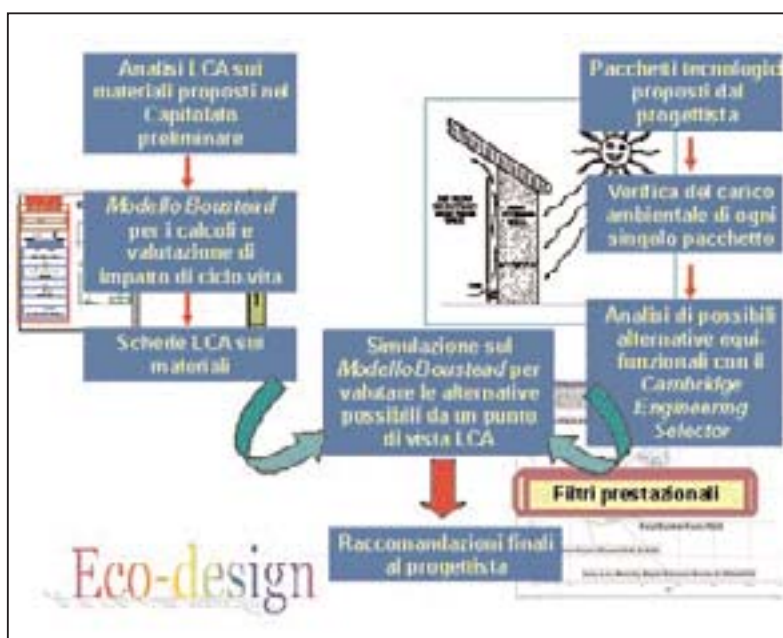 Analisi LCA sui
materiali proposti nel
Capitolato
preliminare
Modello Boustead
per i calcoli e
valutazione di
impatto di ciclo vita
Schede LCA sui
materiali
Pacchetti tecnologici
proposti dal
progettista
Verifica del carico
ambientale di ogni
singolo pacchetto
Analisi di possibili
alternative equi-
funzionali con il
Cambridge
Engineering
Selector
Simulazione sul
Modello Boustead per
valutare le alternative
possibili da un punto
di vista LCA
Filtri prestazionali
Raccomandazioni finali
al progettista
Eco-design